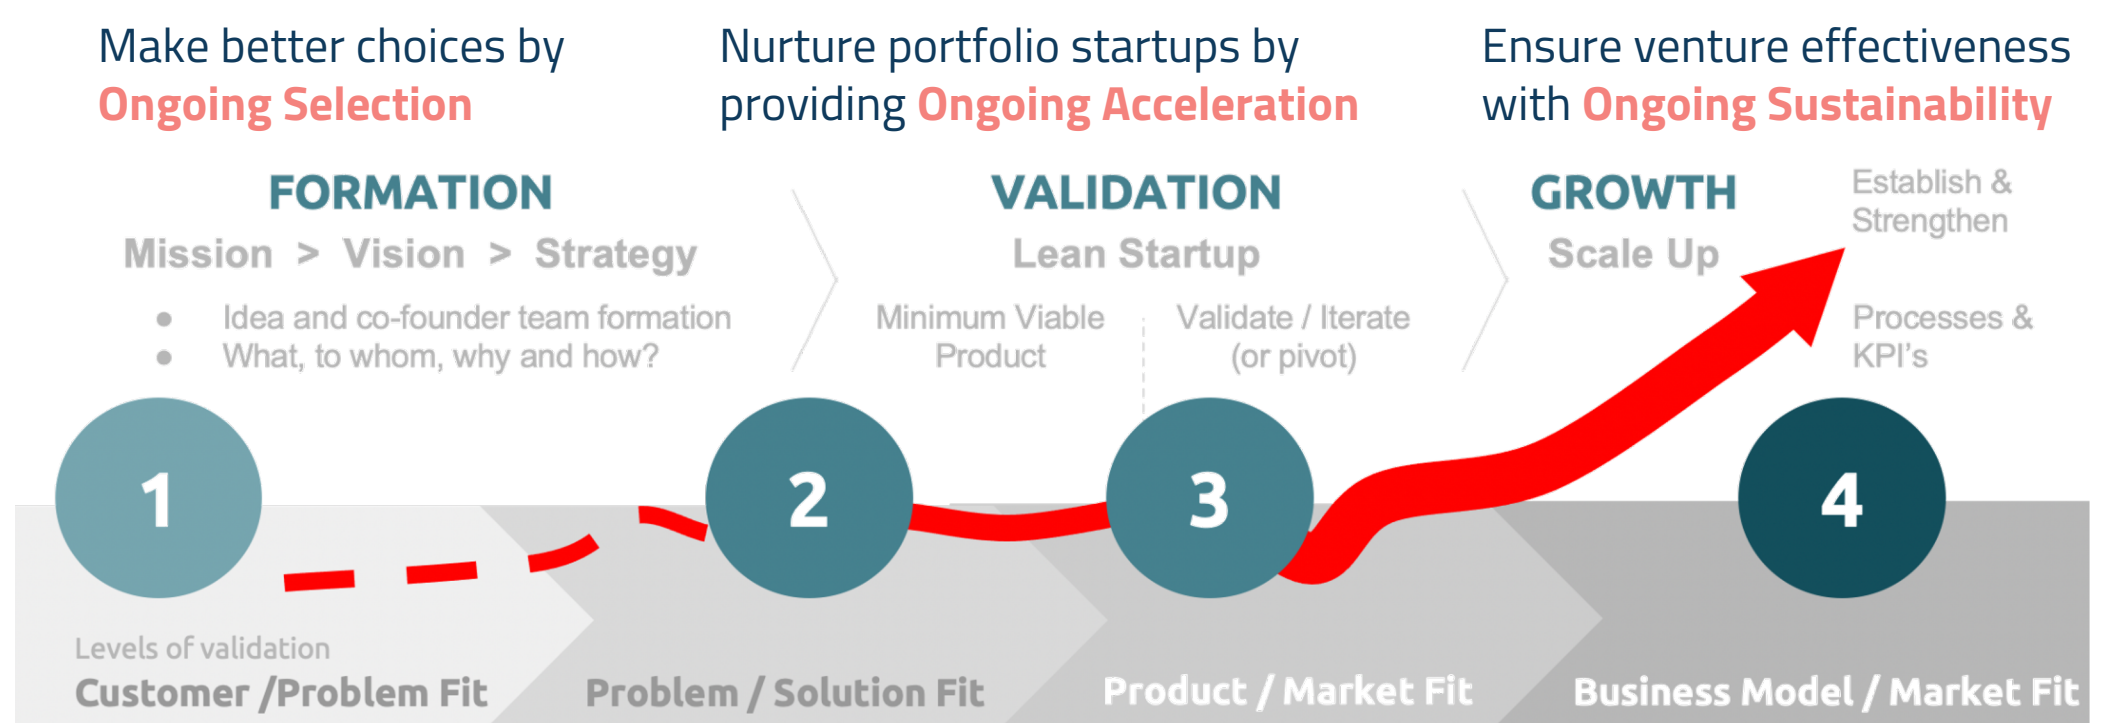 Make better choices by
Ongoing Selection
Nurture portfolio startups by
providing Ongoing Acceleration
Ensure venture effectiveness
with Ongoing Sustainability
FORMATION
Mission > Vision > Strategy
● Idea and co-founder team formation
● What, to whom, why and how?
VALIDATION
Lean Startup
Minimum Viable
Product
Validate / Iterate
(or pivot)
GROWTH
Scale Up
Establish &
Strengthen
Processes &
KPI's
1
2
3
4
Levels of validation
Customer /Problem Fit
Problem / Solution Fit
Product / Market Fit
Business Model / Market Fit